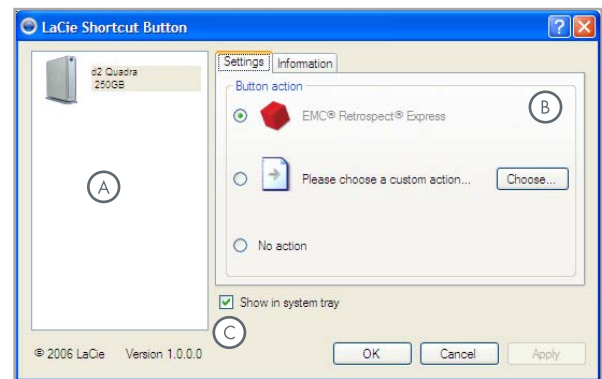 LaCie Shortcut Button
d2 Quadra
250GB
Settings
Information
Button action
EMC® Retrospect® Express
B
A
Please choose a custom action...
Choose...
No action
Show in system tray
C
© 2006 LaCie Version 1.0.0.0
OK
Cancel
Apply